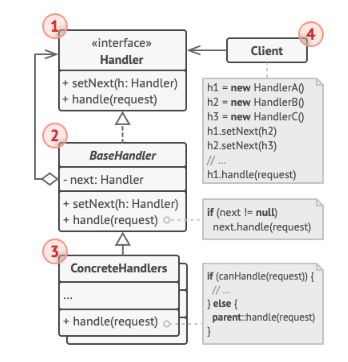 1
«interface»
Handler
+ setNext(h: Handler)
+ handle(request)
4
Client
h1 = new HandlerA()
h2 = new HandlerB()
h3 = new HandlerC()
h1.setNext(h2)
h2.setNext(h3)
// ...
h1.handle(request)
2
BaseHandler
- next: Handler
+ setNext(h: Handler)
+ handle(request)
if (next != null)
next.handle(request)
3
ConcreteHandlers
...
+ handle(request)
if (canHandle(request)) {
// ...
} else {
parent::handle(request)
}